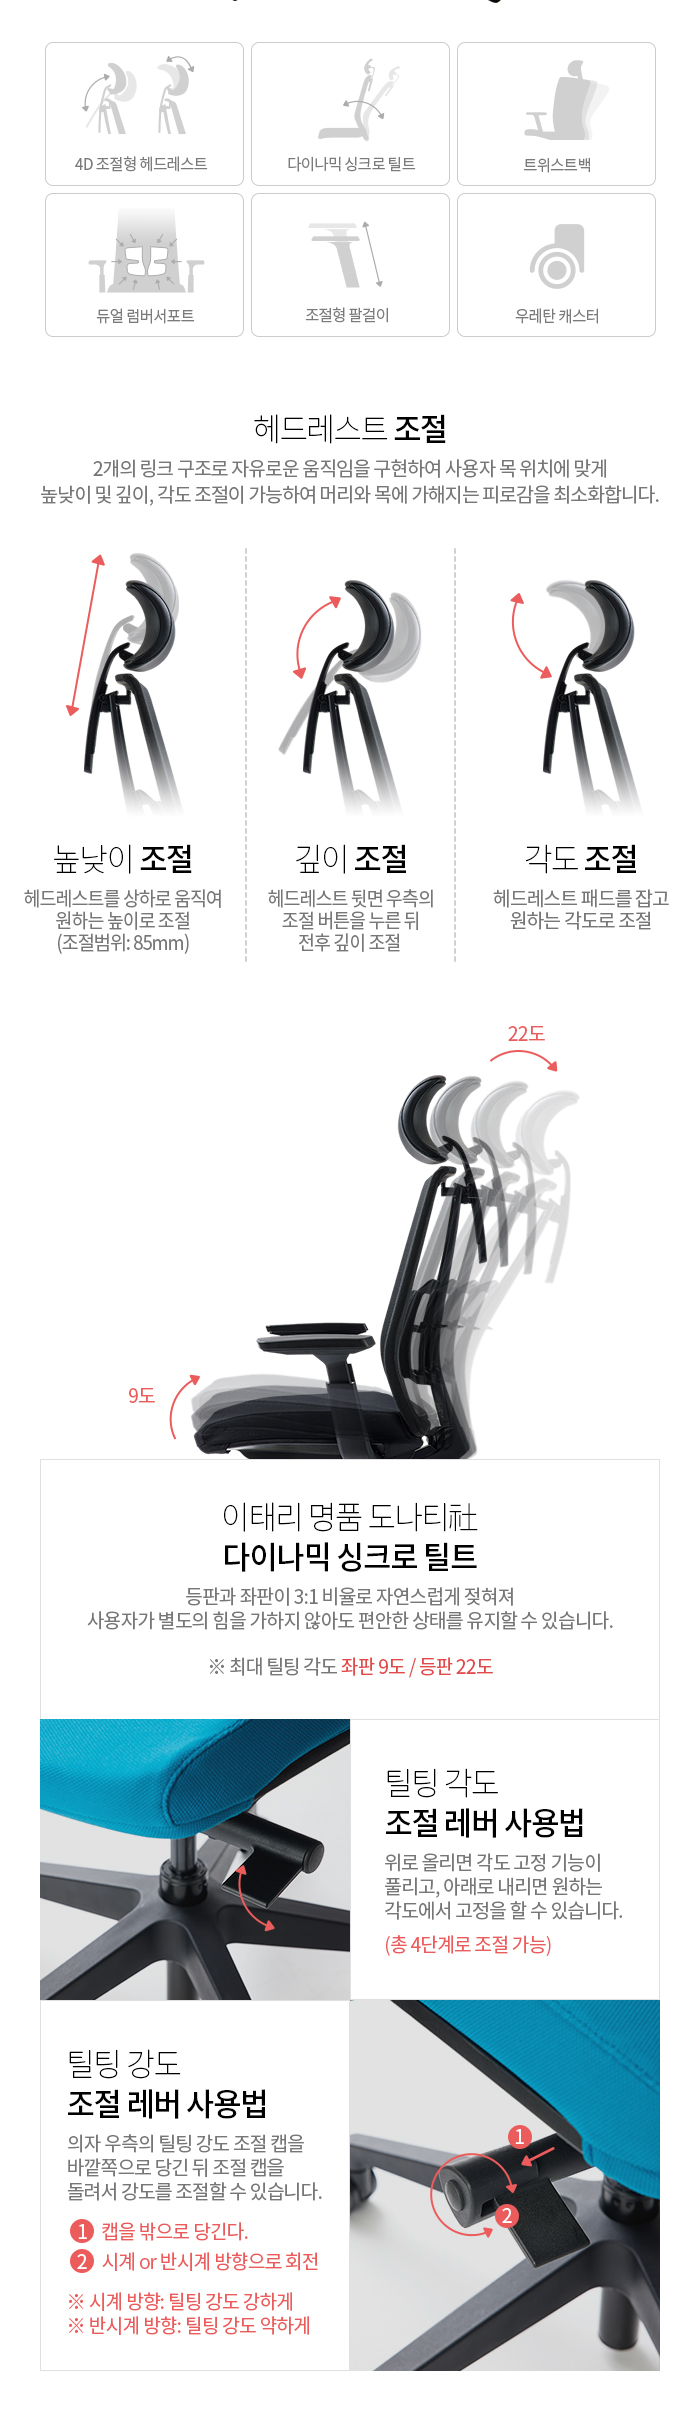 4D 조절형 헤드레스트
다이나믹 싱크로 틸트
트위스트백
듀얼 럼버서포트
조절형 팔걸이
우레탄 캐스터
헤드레스트 조절
2개의 링크 구조로 자유로운 움직임을 구현하여 사용자 목 위치에 맞게
높낮이 및 깊이, 각도 조절이 가능하여 머리와 목에 가해지는 피로감을 최소화합니다.
높낮이 조절
헤드레스트를 상하로 움직여
원하는 높이로 조절
(조절범위: 85mm)
깊이 조절
헤드레스트 뒷면 우측의
조절 버튼을 누른 뒤
전후 깊이 조절
각도 조절
헤드레스트 패드를 잡고
원하는 각도로 조절
22도
9도
이태리 명품 도나티社
다이나믹 싱크로 틸트
등판과 좌판이 3:1 비율로 자연스럽게 젖혀져
사용자가 별도의 힘을 가하지 않아도 편안한 상태를 유지할 수 있습니다.
※ 최대 틸팅 각도 좌판 9도 / 등판 22도
틸팅 각도
조절 레버 사용법
위로 올리면 각도 고정 기능이
풀리고, 아래로 내리면 원하는
각도에서 고정을 할 수 있습니다.
(총 4단계로 조절 가능)
틸팅 강도
조절 레버 사용법
의자 우측의 틸팅 강도 조절 캡을
바깥쪽으로 당긴 뒤 조절 캡을
돌려서 강도를 조절할 수 있습니다.
1 캡을 밖으로 당긴다.
2 시계 or 반시계 방향으로 회전
※ 시계 방향: 틸팅 강도 강하게
※ 반시계 방향: 틸팅 강도 약하게
1
2